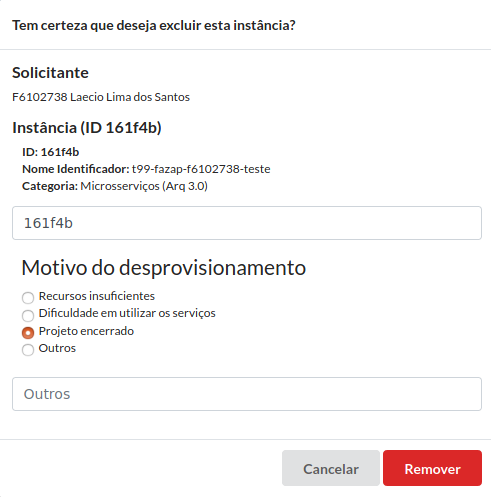 Tem certeza que deseja excluir esta instância?
Solicitante
F6102738 Laecio Lima dos Santos
Instância (ID 161f4b)
ID: 161f4b
Nome Identificador: t99-fazap-f6102738-teste
Categoria: Microsserviços (Arq 3.0)
161f4b
Motivo do desprovisionamento
Recursos insuficientes
Dificuldade em utilizar os serviços
Projeto encerrado
Outros
Outros
Cancelar Remover